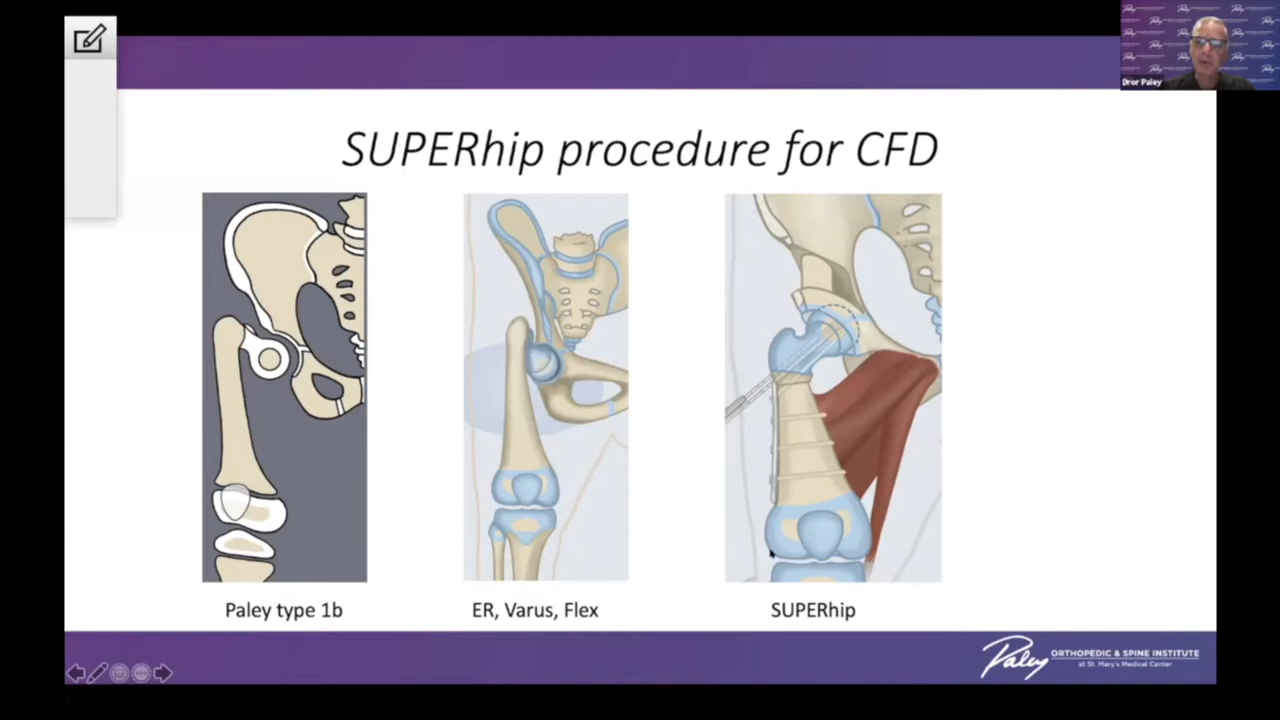 Dror Paley
SUPERhip procedure for CFD
Paley type 1b
ER, Varus, Flex
SUPERhip
Paley
ORTHOPEDIC & SPINE INSTITUTE
at St. Mary's Medical Center